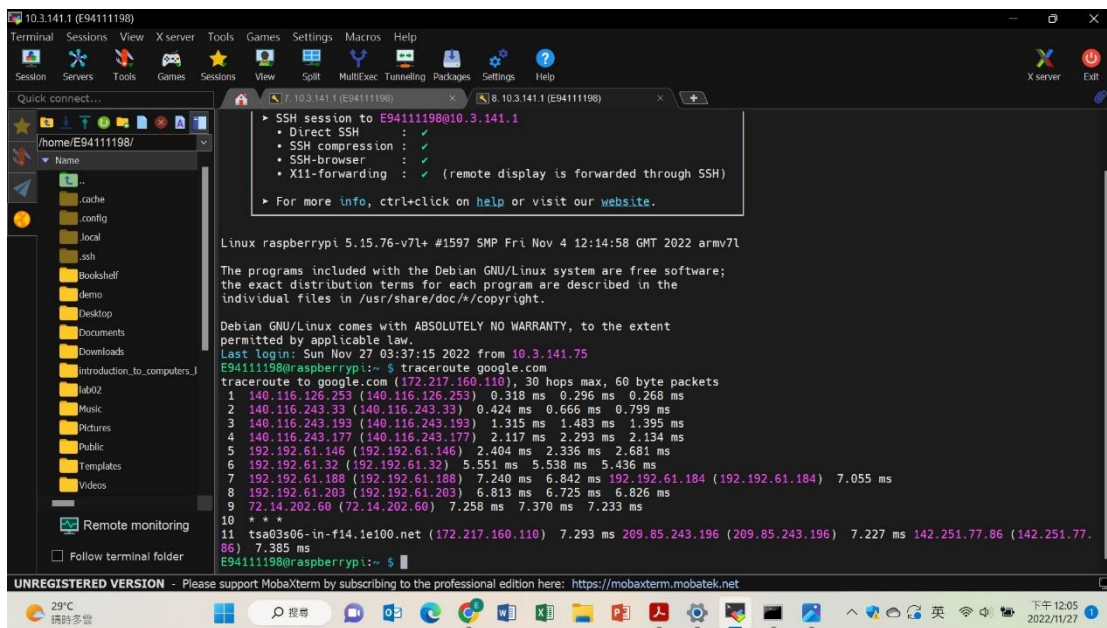 10.3.141.1 (E94111198)
Terminal Sessions View X server Tools Games Settings Macros Help
Session Servers Tools Games Sessions View Split MultiExec Tunneling Packages Settings Help X server Exit
Quick connect...
7. 10.3.141.1 (E94111198) 8. 10.3.141.1 (E94111198)
/home/E94111198/
Name
..
.cache
.config
.local
.ssh
Bookshelf
demo
Desktop
Documents
Downloads
introduction_to_computers_l
lab02
Music
Pictures
Public
Templates
Videos
Remote monitoring
Follow terminal folder
► SSH session to E94111198@10.3.141.1
• Direct SSH : ✓
• SSH compression : ✓
• SSH-browser : ✓
• X11-forwarding : ✓ (remote display is forwarded through SSH)
► For more info, ctrl+click on help or visit our website.
Linux raspberrypi 5.15.76-v7l+ #1597 SMP Fri Nov 4 12:14:58 GMT 2022 armv7l
The programs included with the Debian GNU/Linux system are free software;
the exact distribution terms for each program are described in the
individual files in /usr/share/doc/*/copyright.
Debian GNU/Linux comes with ABSOLUTELY NO WARRANTY, to the extent
permitted by applicable law.
Last login: Sun Nov 27 03:37:15 2022 from 10.3.141.75
E94111198@raspberrypi:~ $ traceroute google.com
traceroute to google.com (172.217.160.110), 30 hops max, 60 byte packets
1 140.116.126.253 (140.116.126.253) 0.318 ms 0.296 ms 0.268 ms
2 140.116.243.33 (140.116.243.33) 0.424 ms 0.666 ms 0.799 ms
3 140.116.243.193 (140.116.243.193) 1.315 ms 1.483 ms 1.395 ms
4 140.116.243.177 (140.116.243.177) 2.117 ms 2.293 ms 2.134 ms
5 192.192.61.146 (192.192.61.146) 2.404 ms 2.336 ms 2.681 ms
6 192.192.61.32 (192.192.61.32) 5.551 ms 5.538 ms 5.436 ms
7 192.192.61.188 (192.192.61.188) 7.240 ms 6.842 ms 192.192.61.184 (192.192.61.184) 7.055 ms
8 192.192.61.203 (192.192.61.203) 6.813 ms 6.725 ms 6.826 ms
9 72.14.202.60 (72.14.202.60) 7.258 ms 7.370 ms 7.233 ms
10 * * *
11 tsa03s06-in-f14.1e100.net (172.217.160.110) 7.293 ms 209.85.243.196 (209.85.243.196) 7.227 ms 142.251.77.86 (142.251.77.
86) 7.385 ms
E94111198@raspberrypi:~ $
UNREGISTERED VERSION - Please support MobaXterm by subscribing to the professional edition here: https://mobaxterm.mobatek.net
29°C
晴時多雲
搜尋
英
下午 12:05
2022/11/27
1